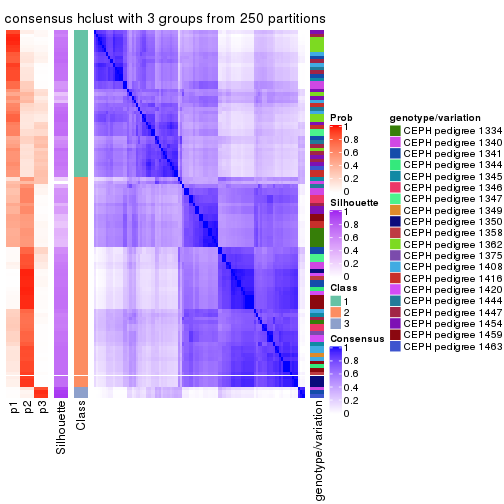 consensus hclust with 3 groups from 250 partitions
p1
p2
p3
Silhouette
Class
genotype/variation
Prob
1
0.8
0.6
0.4
0.2
0
Silhouette
1
0.8
0.6
0.4
0.2
0
Class
1
2
3
Consensus
1
0.8
0.6
0.4
0.2
0
genotype/variation
CEPH pedigree 1334
CEPH pedigree 1340
CEPH pedigree 1341
CEPH pedigree 1344
CEPH pedigree 1345
CEPH pedigree 1346
CEPH pedigree 1347
CEPH pedigree 1349
CEPH pedigree 1350
CEPH pedigree 1358
CEPH pedigree 1362
CEPH pedigree 1375
CEPH pedigree 1408
CEPH pedigree 1416
CEPH pedigree 1420
CEPH pedigree 1444
CEPH pedigree 1447
CEPH pedigree 1454
CEPH pedigree 1459
CEPH pedigree 1463